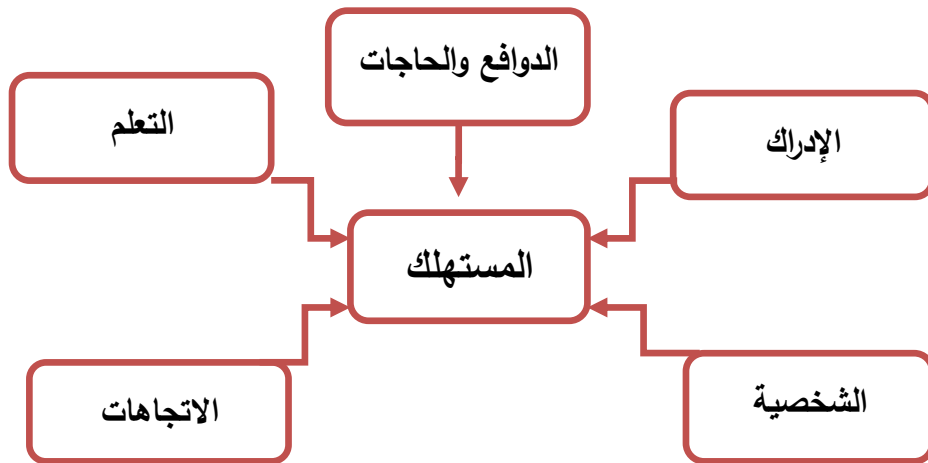 الدوافع والحاجات
التعلم
الإدراك
المستهلك
الاتجاهات
الشخصية